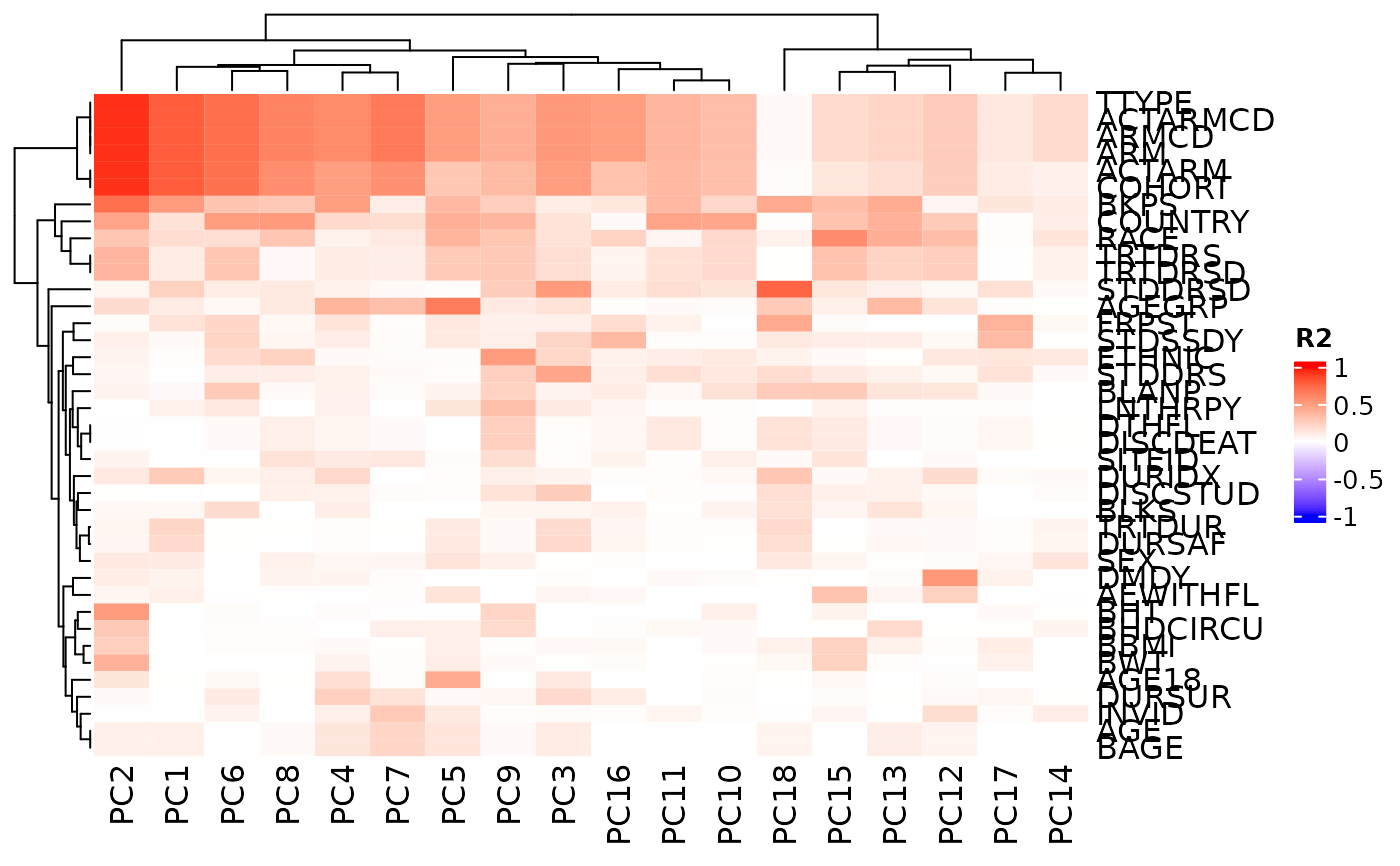 TTYPE
ACTARMCD
ARMCD
ARM
ACTARM
COHORT
BKPS
COUNTRY
RACE
TRTDRS
TRTDRSD
STDDRSD
AGEGRP
ERPST
STDSSDY
ETHNIC
STDDRS
BLANP
LNTHRPY
DTHFL
DISCDEAT
SITEID
DURIDX
DISCSTUD
BLKS
TRTDUR
DURSAF
SEX
DMDY
AEWITHFL
BHT
BHDCIRCU
BBMI
BWT
AGE18
DURSUR
INVID
AGE
BAGE
R2
1
0.5
0
-0.5
-1
PC2 PC1 PC6 PC8 PC4 PC7 PC5 PC9 PC3 PC16 PC11 PC10 PC18 PC15 PC13 PC12 PC17 PC14